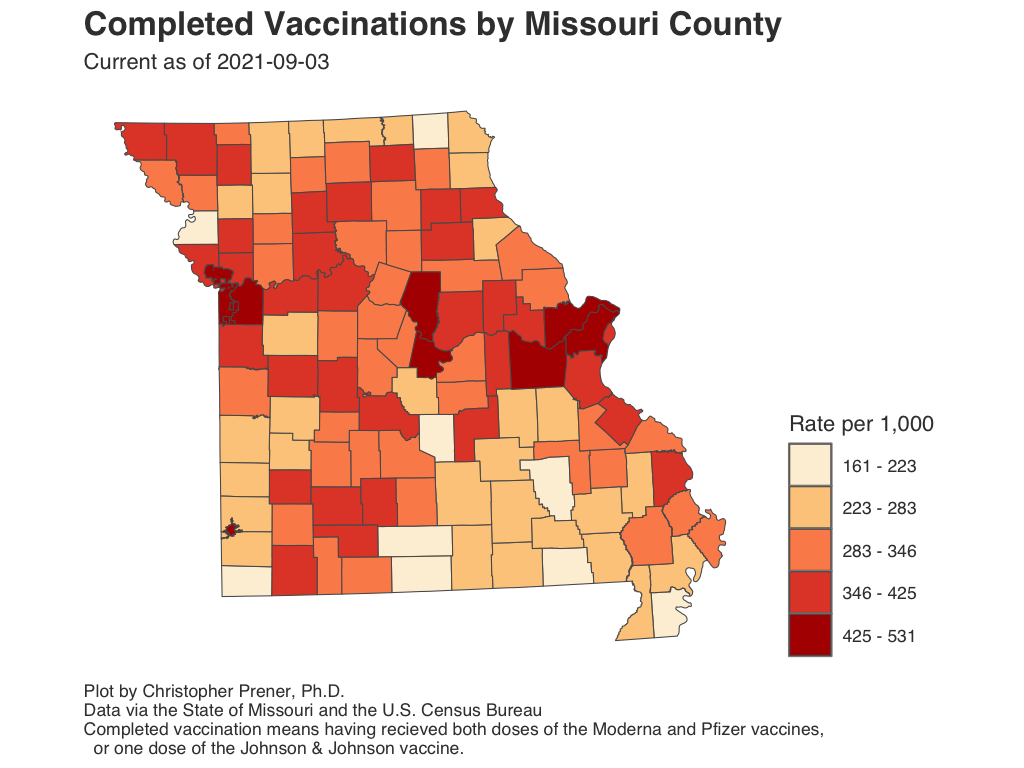 Completed Vaccinations by Missouri County
Current as of 2021-09-03
Rate per 1,000
161 - 223
223 - 283
283 - 346
346 - 425
425 - 531
Plot by Christopher Prener, Ph.D.
Data via the State of Missouri and the U.S. Census Bureau
Completed vaccination means having recieved both doses of the Moderna and Pfizer vaccines,
or one dose of the Johnson & Johnson vaccine.